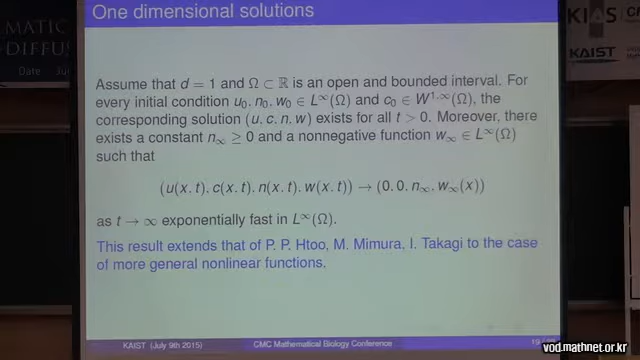 One dimensional solutions
MATIC
DIFFUS
Date
KIAS
KAIST
Assume that d = 1 and Ω ⊂ ℝ is an open and bounded interval. For
every initial condition u₀, n₀, w₀ ∈ L^∞(Ω) and c₀ ∈ W^{1,∞}(Ω), the
corresponding solution (u, c, n, w) exists for all t > 0. Moreover, there
exists a constant n_∞ ≥ 0 and a nonnegative function w_∞ ∈ L^∞(Ω)
such that
(u(x, t), c(x, t), n(x, t), w(x, t)) → (0, 0, n_∞, w_∞(x))
as t → ∞ exponentially fast in L^∞(Ω).
This result extends that of P. P. Htoo, M. Mimura, I. Takagi to the case
of more general nonlinear functions.
KAIST (July 9th 2015) CMC Mathematical Biology Conference
vod.mathnet.or.kr